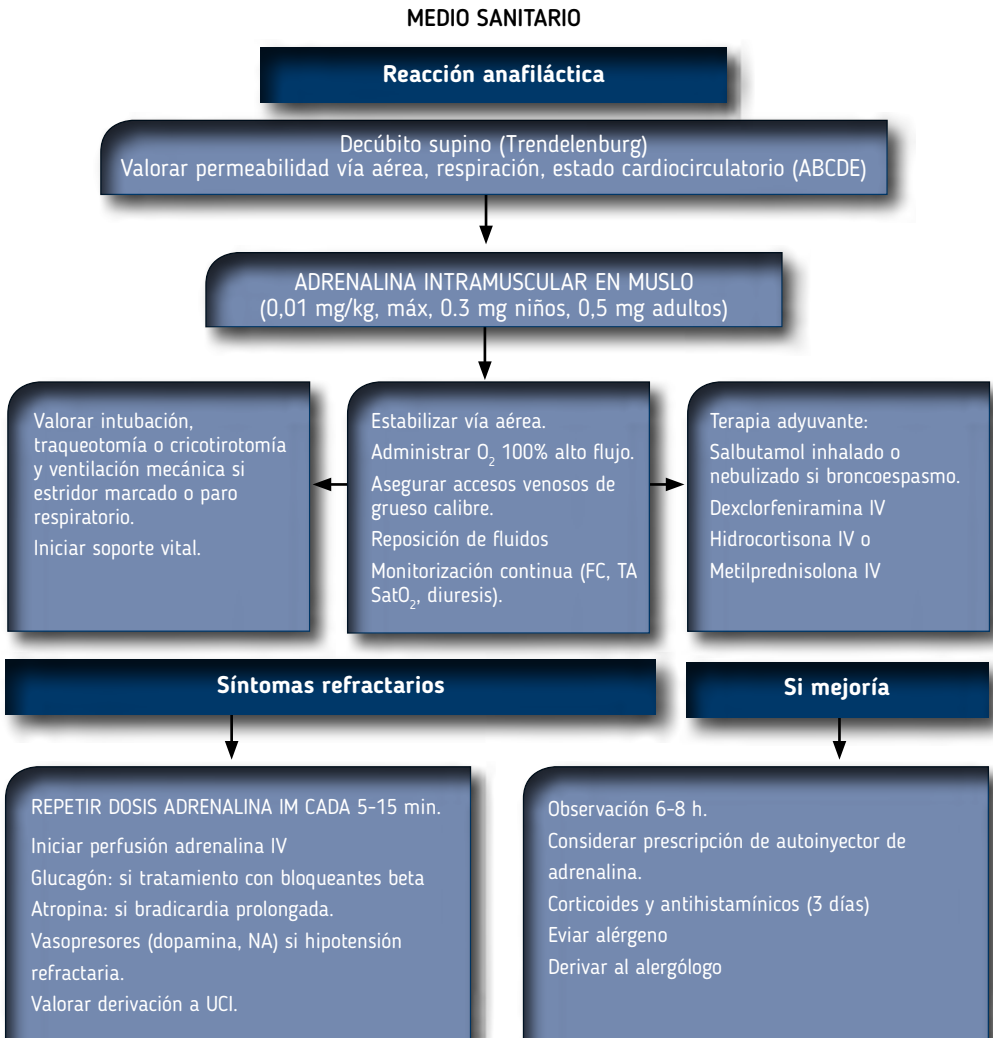 MEDIO SANITARIO
Reacción anafiláctica
Decúbito supino (Trendelenburg)
Valorar permeabilidad vía aérea, respiración, estado cardiocirculatorio (ABCDE)
ADRENALINA INTRAMUSCULAR EN MUSLO
(0,01 mg/kg, máx, 0.3 mg niños, 0,5 mg adultos)
Valorar intubación,
traqueotomía o cricotirotomía
y ventilación mecánica si
estridor marcado o paro
respiratorio.
Iniciar soporte vital.
Estabilizar vía aérea.
Administrar O₂ 100% alto flujo.
Asegurar accesos venosos de
grueso calibre.
Reposición de fluidos
Monitorización continua (FC, TA
SatO₂, diuresis).
Terapia adyuvante:
Salbutamol inhalado o
nebulizado si broncoespasmo.
Dexclorfeniramina IV
Hidrocortisona IV o
Metilprednisolona IV
Síntomas refractarios
REPETIR DOSIS ADRENALINA IM CADA 5-15 min.
Iniciar perfusión adrenalina IV
Glucagón: si tratamiento con bloqueantes beta
Atropina: si bradicardia prolongada.
Vasopresores (dopamina, NA) si hipotensión
refractaria.
Valorar derivación a UCI.
Si mejoría
Observación 6-8 h.
Considerar prescripción de autoinyector de
adrenalina.
Corticoides y antihistamínicos (3 días)
Eviar alérgeno
Derivar al alergólogo